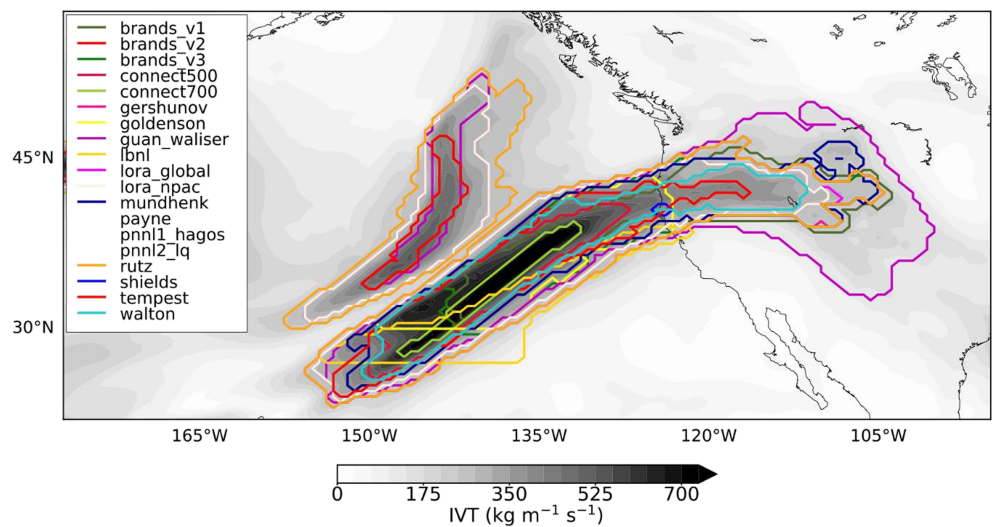 brands_v1
brands_v2
brands_v3
connect500
connect700
gershunov
goldenson
guan_waliser
lbnl
lora_global
lora_npac
mundhenk
payne
pnnl1_hagos
pnnl2_lq
rutz
shields
tempest
walton
45°N
30°N
165°W 150°W 135°W 120°W 105°W
0 175 350 525 700
IVT (kg m⁻¹ s⁻¹)